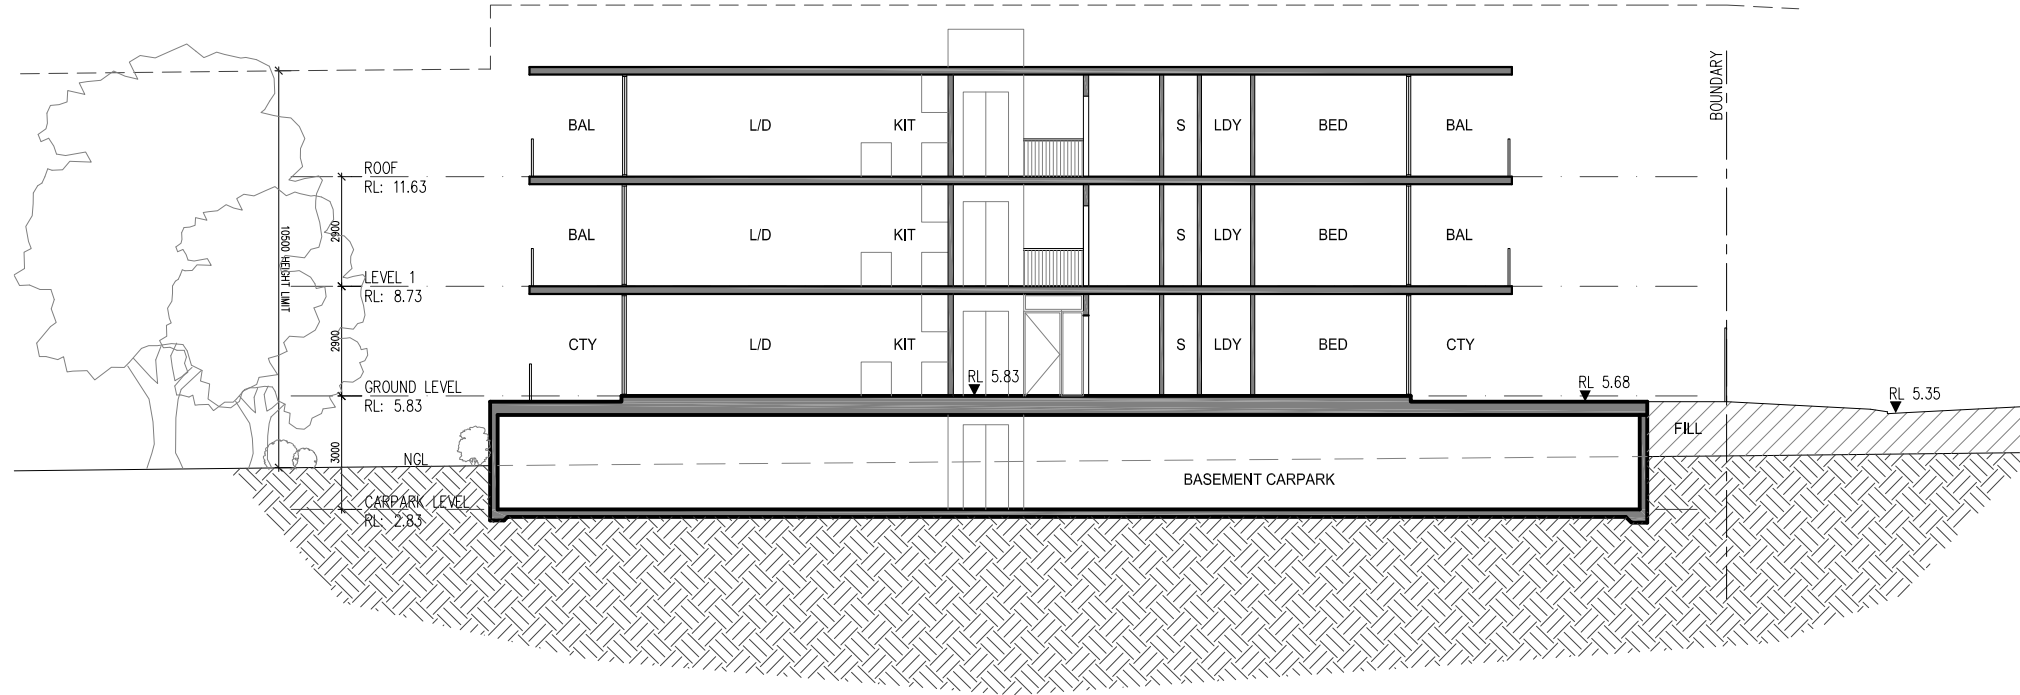 BOUNDARY
BAL L/D KIT S LDY BED BAL
ROOF
RL: 11.63
10500 HEIGHT LIMIT
2900
BAL L/D KIT S LDY BED BAL
LEVEL 1
RL: 8.73
2900
CTY L/D KIT S LDY BED CTY
GROUND LEVEL
RL: 5.83
RL 5.83
RL 5.68
RL 5.35
FILL
3000
NGL
BASEMENT CARPARK
CARPARK LEVEL
RL: 2.83